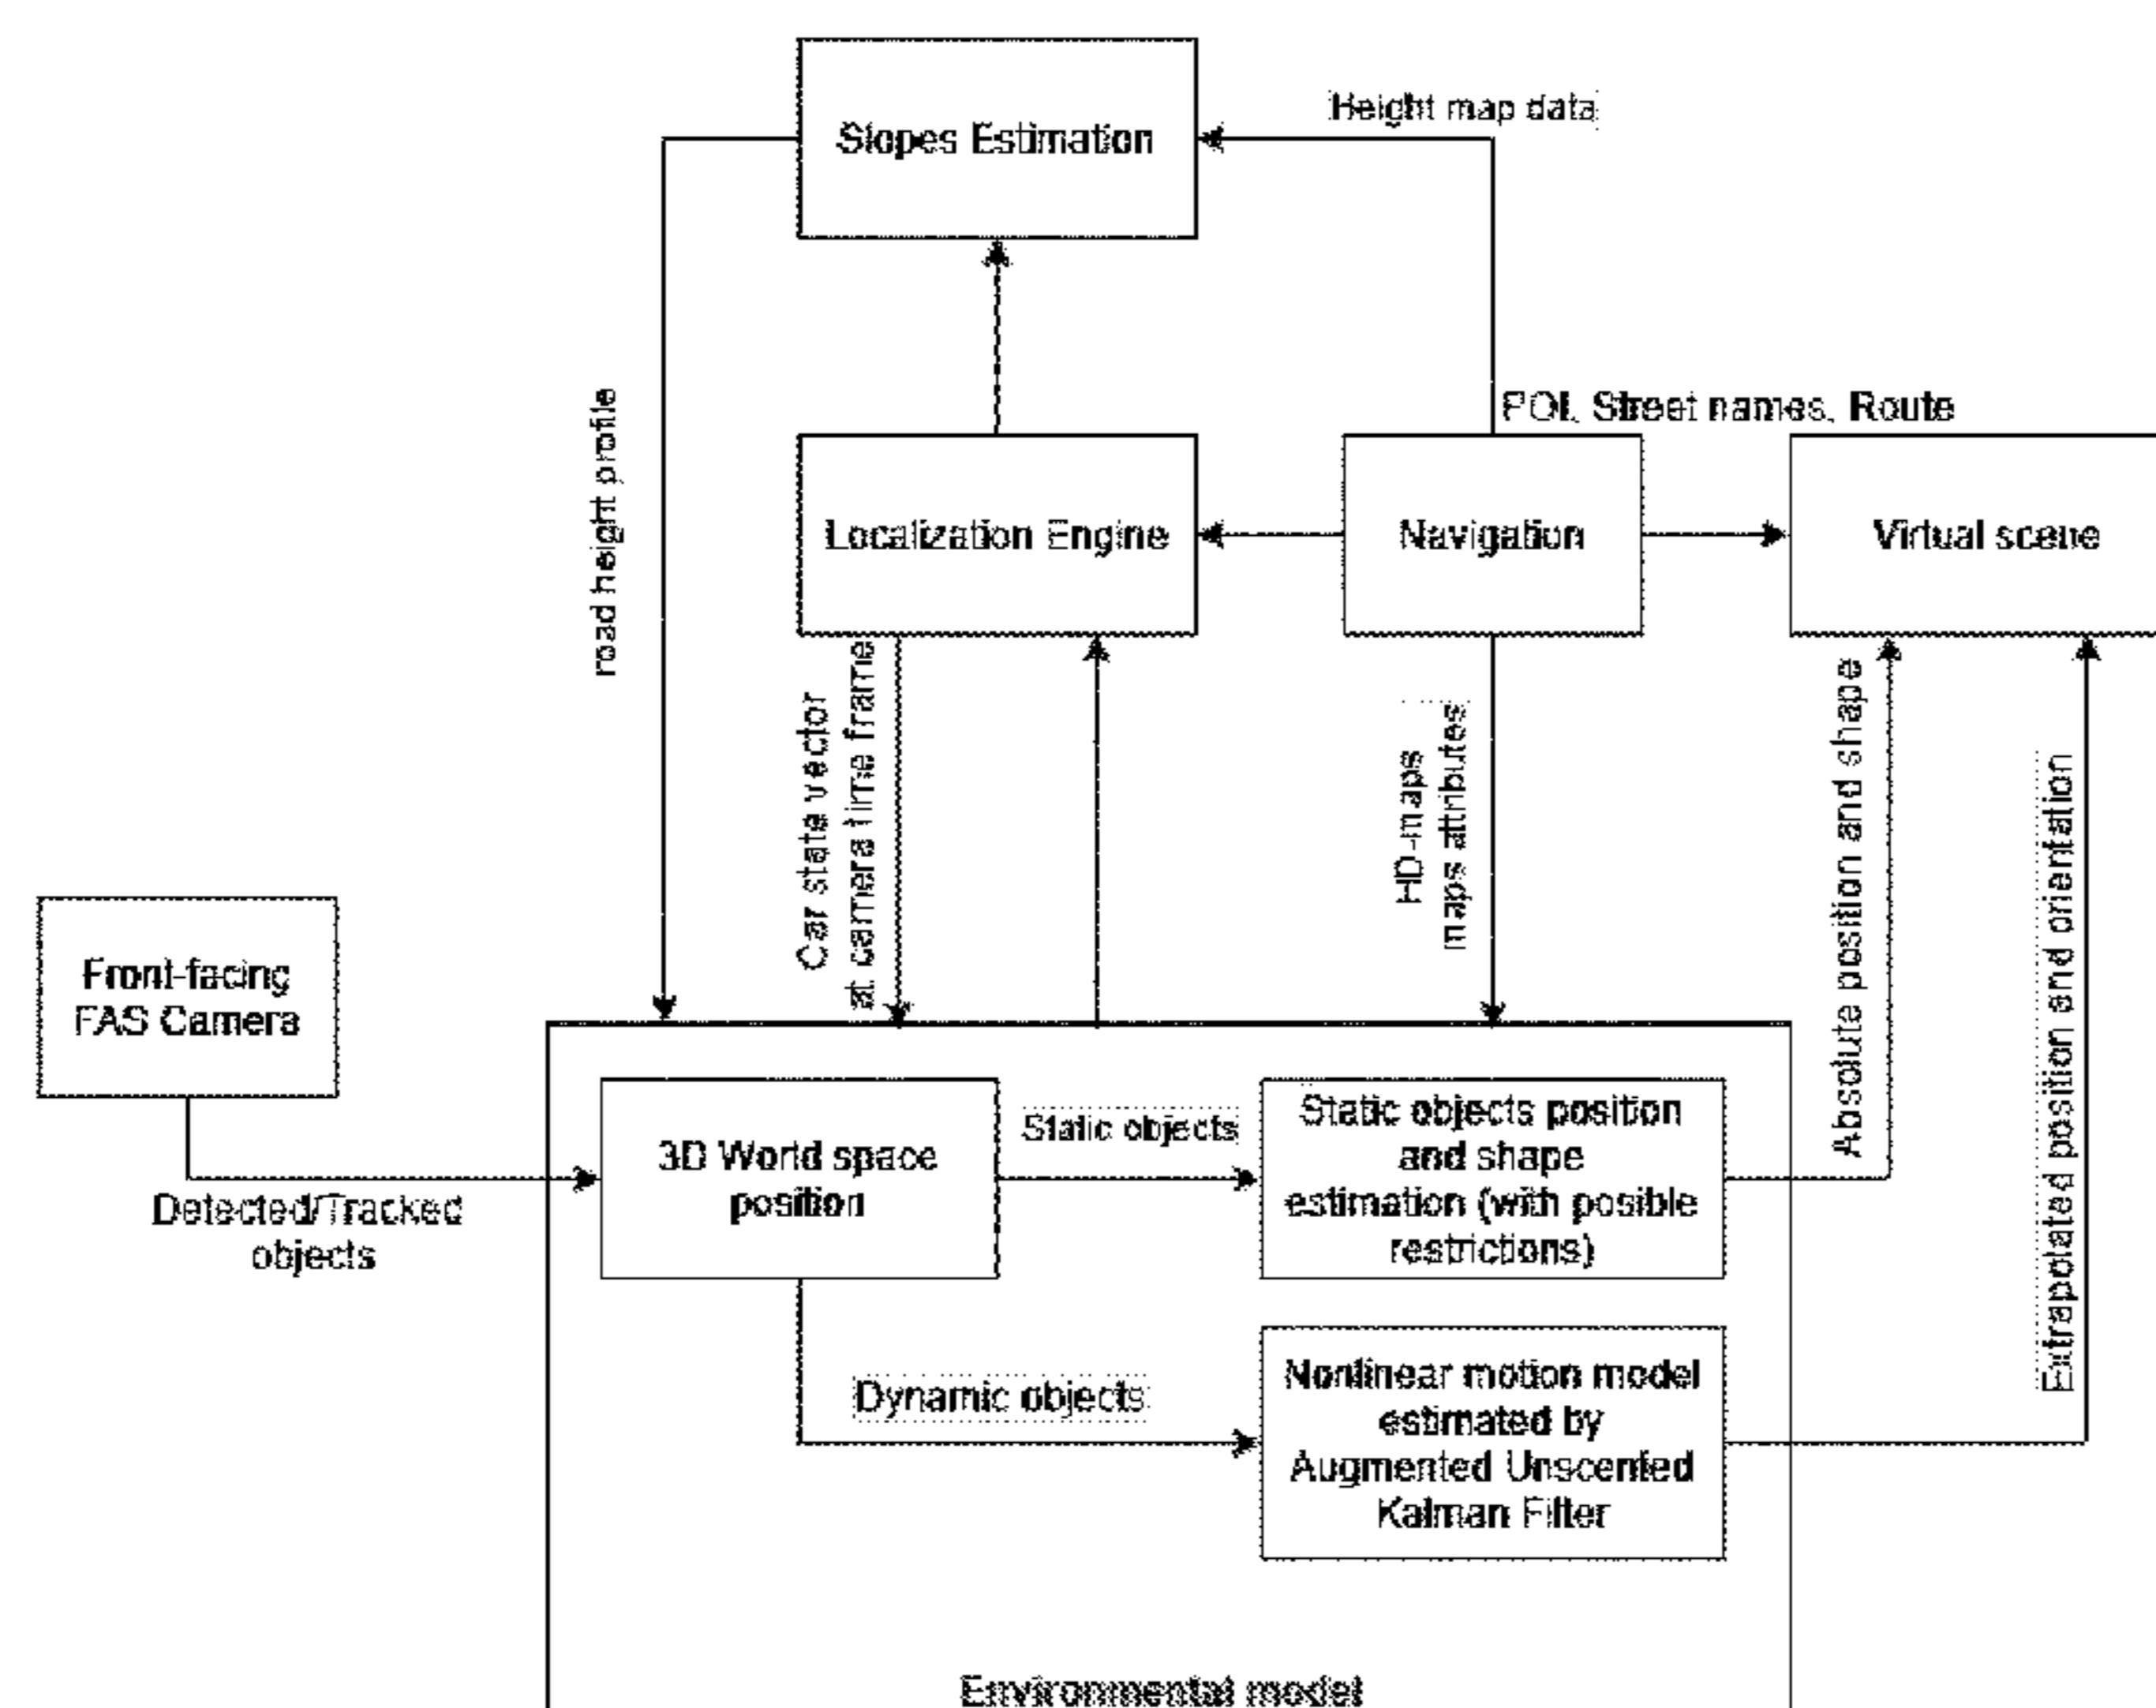 Height map data
Slopes Estimation
road height profile
POI, Street names, Route
Localization Engine
Navigation
Virtual scene
Car state vector
at camera time frame
HD-maps
maps attributes
Absolute position and shape
Extrapolated position and orientation
Front-facing
FAS Camera
Detected/Tracked
objects
3D World space
position
Static objects
Static objects position
and shape
estimation (with posible
restrictions)
Dynamic objects
Nonlinear motion model
estimated by
Augmented Unscented
Kalman Filter
Environmental model